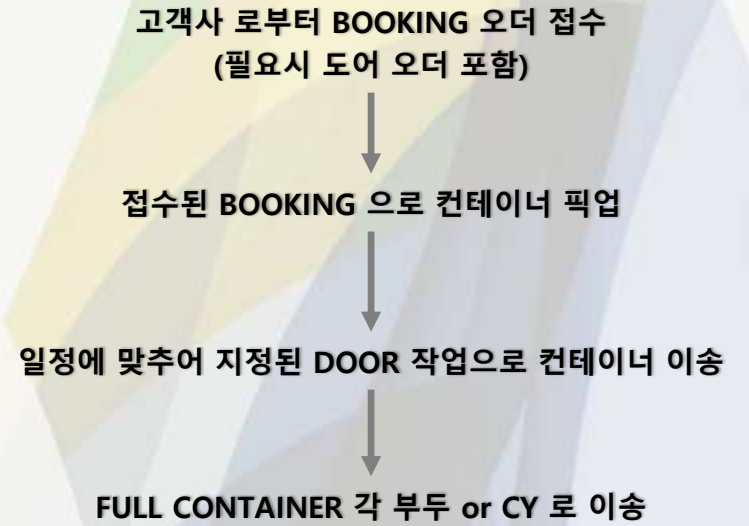 고객사 로부터 BOOKING 오더 접수
(필요시 도어 오더 포함)
접수된 BOOKING 으로 컨테이너 픽업
일정에 맞추어 지정된 DOOR 작업으로 컨테이너 이송
FULL CONTAINER 각 부두 or CY 로 이송